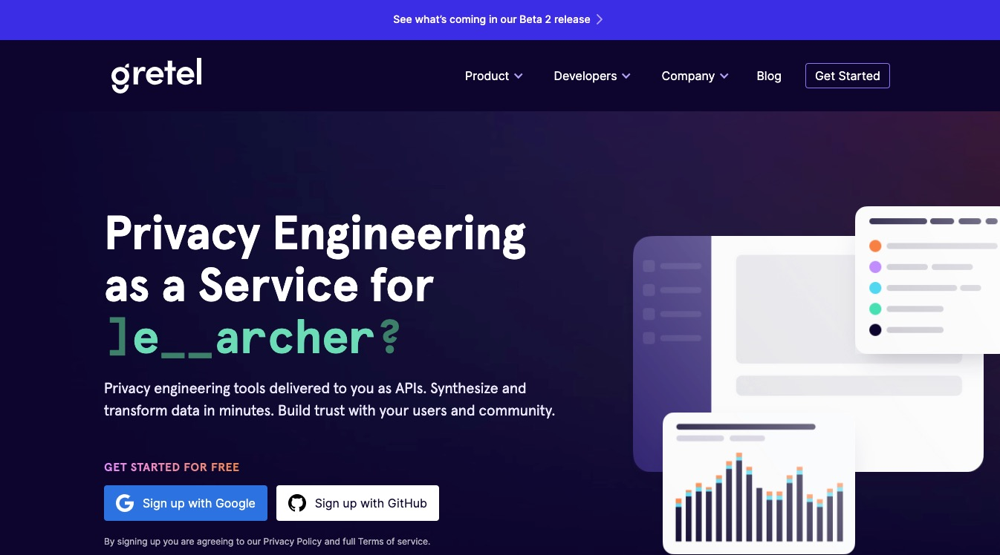 See what's coming in our Beta 2 release
gretel
Product
Developers
Company
Blog
Get Started
Privacy Engineering
as a Service for
]e__archer?
Privacy engineering tools delivered to you as APIs. Synthesize and
transform data in minutes. Build trust with your users and community.
GET STARTED FOR FREE
Sign up with Google
Sign up with GitHub
By signing up you are agreeing to our Privacy Policy and full Terms of service.